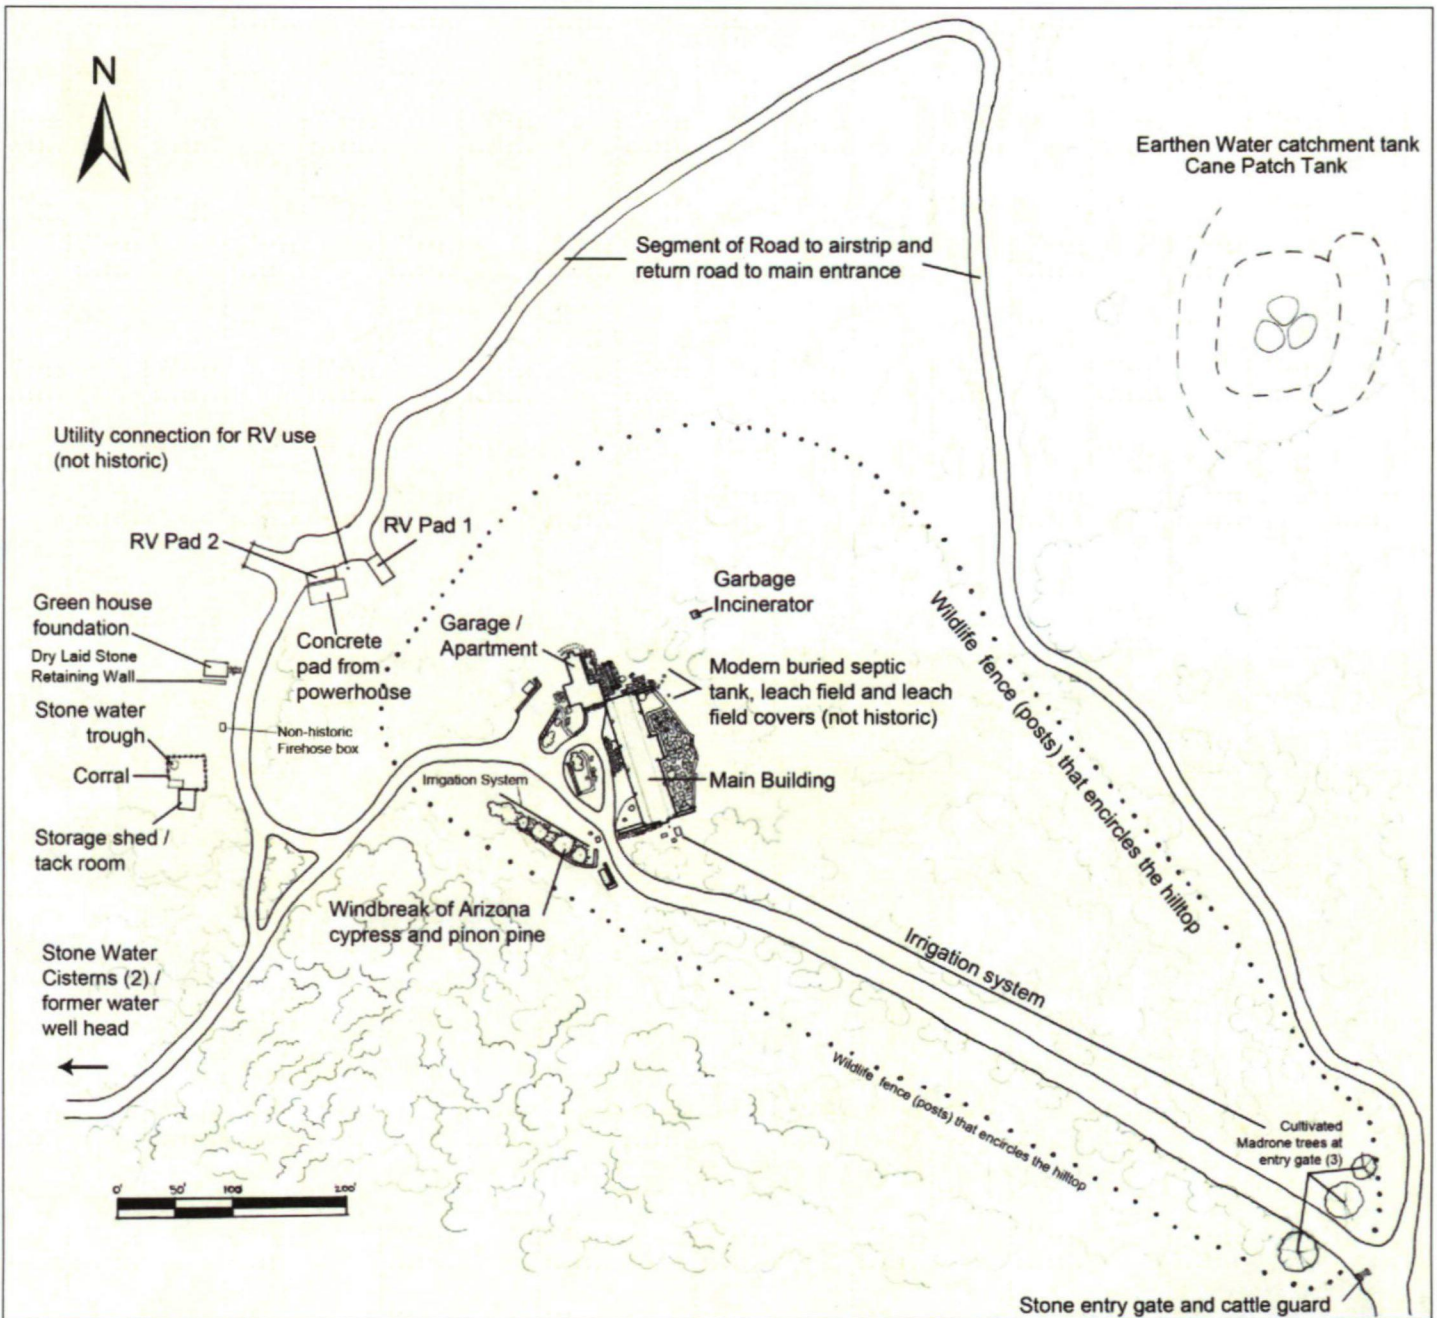 N
Earthen Water catchment tank
Cane Patch Tank
Segment of Road to airstrip and
return road to main entrance
Utility connection for RV use
(not historic)
RV Pad 1
RV Pad 2
Garbage
Incinerator
Green house
foundation
Garage /
Apartment
Concrete
pad from
powerhouse
Dry Laid Stone
Retaining Wall
Modern buried septic
tank, leach field and leach
field covers (not historic)
Stone water
trough
Non-historic
Firehose box
Corral
Irrigation System
Main Building
Storage shed /
tack room
Wildlife fence (posts) that encircles the hilltop
Windbreak of Arizona
cypress and pinon pine
Irrigation system
Stone Water
Cisterns (2) /
former water
well head
Wildlife fence (posts) that encircles the hilltop
Cultivated
Madrone trees at
entry gate (3)
0' 50' 100' 200'
Stone entry gate and cattle guard